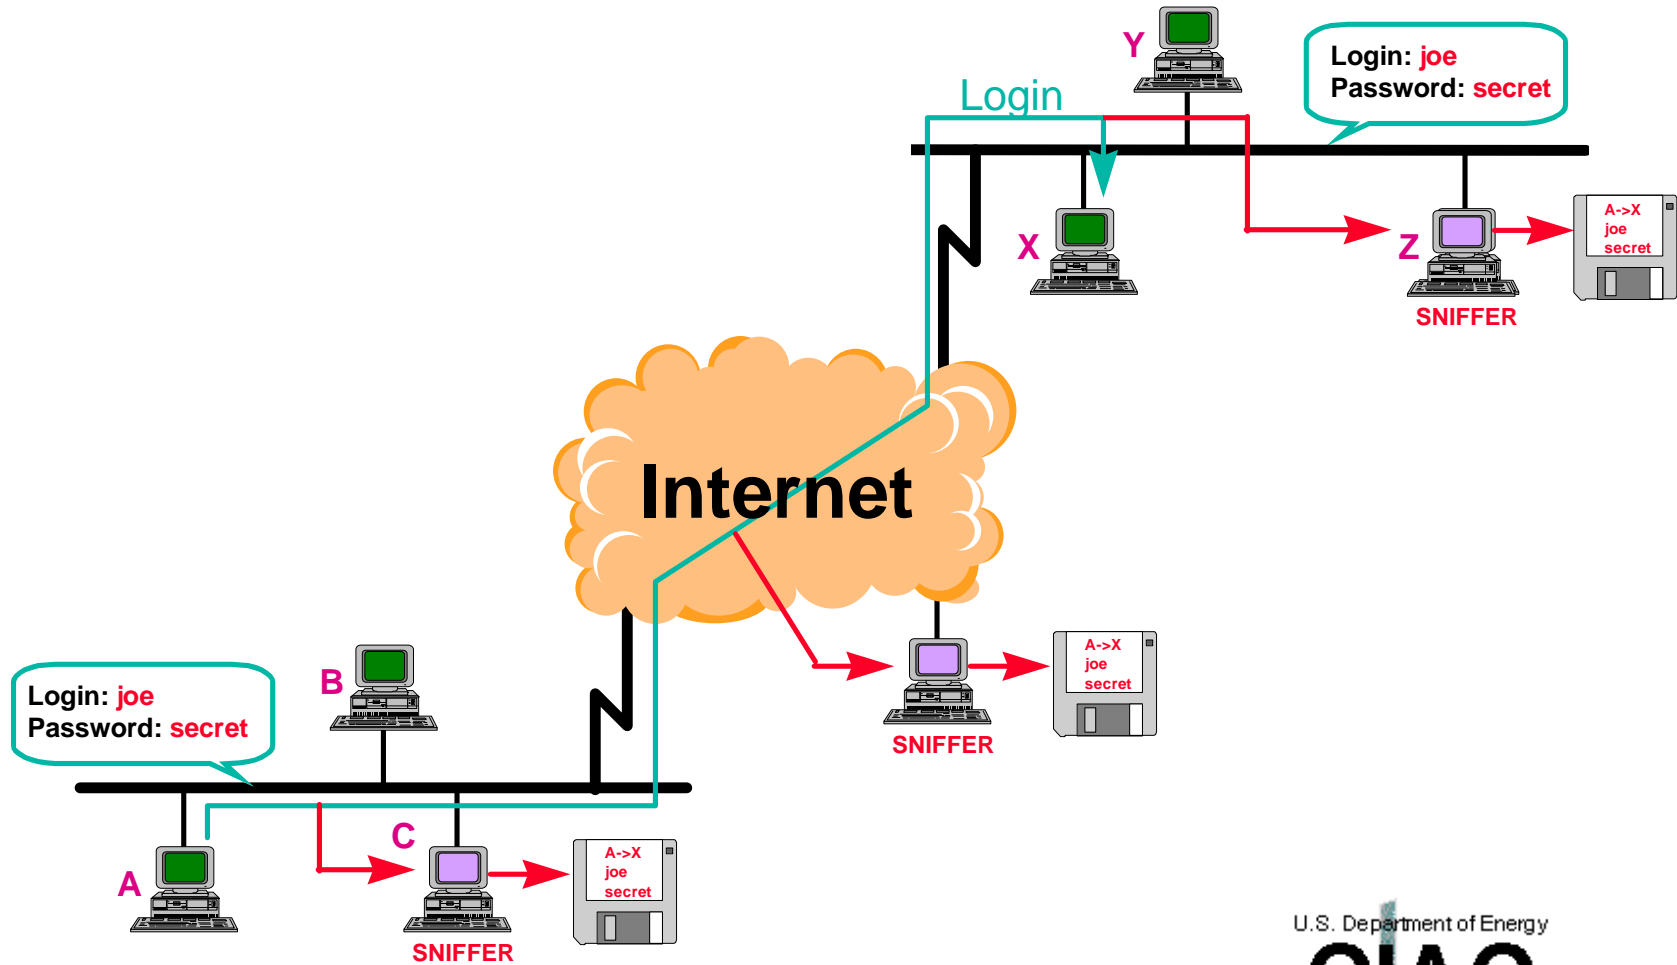 Y
Login: joe
Password: secret
Login
X
Z
A->X
joe
secret
SNIFFER
Internet
B
A->X
joe
secret
SNIFFER
Login: joe
Password: secret
C
A
A->X
joe
secret
SNIFFER
U.S. Department of Energy
CIAC